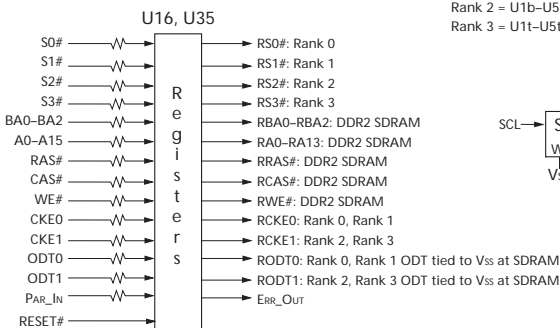 U16, U35
S0#
S1#
S2#
S3#
BA0–BA2
A0–A15
RAS#
CAS#
WE#
CKE0
CKE1
ODT0
ODT1
PAR_IN
RESET#
Registers
RS0#: Rank 0
RS1#: Rank 1
RS2#: Rank 2
RS3#: Rank 3
RBA0–RBA2: DDR2 SDRAM
RA0–RA13: DDR2 SDRAM
RRAS#: DDR2 SDRAM
RCAS#: DDR2 SDRAM
RWE#: DDR2 SDRAM
RCKE0: Rank 0, Rank 1
RCKE1: Rank 2, Rank 3
RODT0: Rank 0, Rank 1 ODT tied to Vss at SDRAM
RODT1: Rank 2, Rank 3 ODT tied to Vss at SDRAM
ERR_OUT
Rank 2 = U1b–U5
Rank 3 = U1t–U5t
SCL